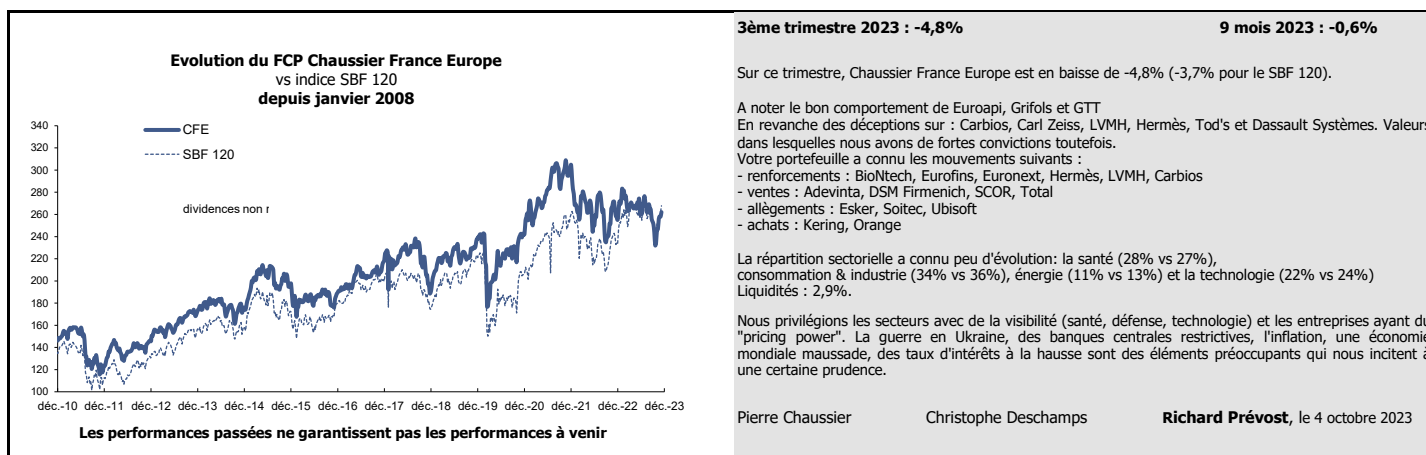 Evolution du FCP Chaussier France Europe
vs indice SBF 120
depuis janvier 2008
340
320
300
280
260
240
220
200
180
160
140
120
100
CFE
SBF 120
dividences non r
déc.-10 déc.-11 déc.-12 déc.-13 déc.-14 déc.-15 déc.-16 déc.-17 déc.-18 déc.-19 déc.-20 déc.-21 déc.-22 déc.-23
Les performances passées ne garantissent pas les performances à venir
3ème trimestre 2023 : -4,8% 9 mois 2023 : -0,6%
Sur ce trimestre, Chaussier France Europe est en baisse de -4,8% (-3,7% pour le SBF 120).
A noter le bon comportement de Euroapi, Grifols et GTT
En revanche des déceptions sur : Carbios, Carl Zeiss, LVMH, Hermès, Tod's et Dassault Systèmes. Valeurs
dans lesquelles nous avons de fortes convictions toutefois.
Votre portefeuille a connu les mouvements suivants :
- renforcements : BioNtech, Eurofins, Euronext, Hermès, LVMH, Carbios
- ventes : Adevinta, DSM Firmenich, SCOR, Total
- allègements : Esker, Soitec, Ubisoft
- achats : Kering, Orange
La répartition sectorielle a connu peu d'évolution: la santé (28% vs 27%),
consommation & industrie (34% vs 36%), énergie (11% vs 13%) et la technologie (22% vs 24%)
Liquidités : 2,9%.
Nous privilégions les secteurs avec de la visibilité (santé, défense, technologie) et les entreprises ayant du
"pricing power". La guerre en Ukraine, des banques centrales restrictives, l'inflation, une économie
mondiale maussade, des taux d'intérêts à la hausse sont des éléments préoccupants qui nous incitent à
une certaine prudence.
Pierre Chaussier Christophe Deschamps Richard Prévost, le 4 octobre 2023